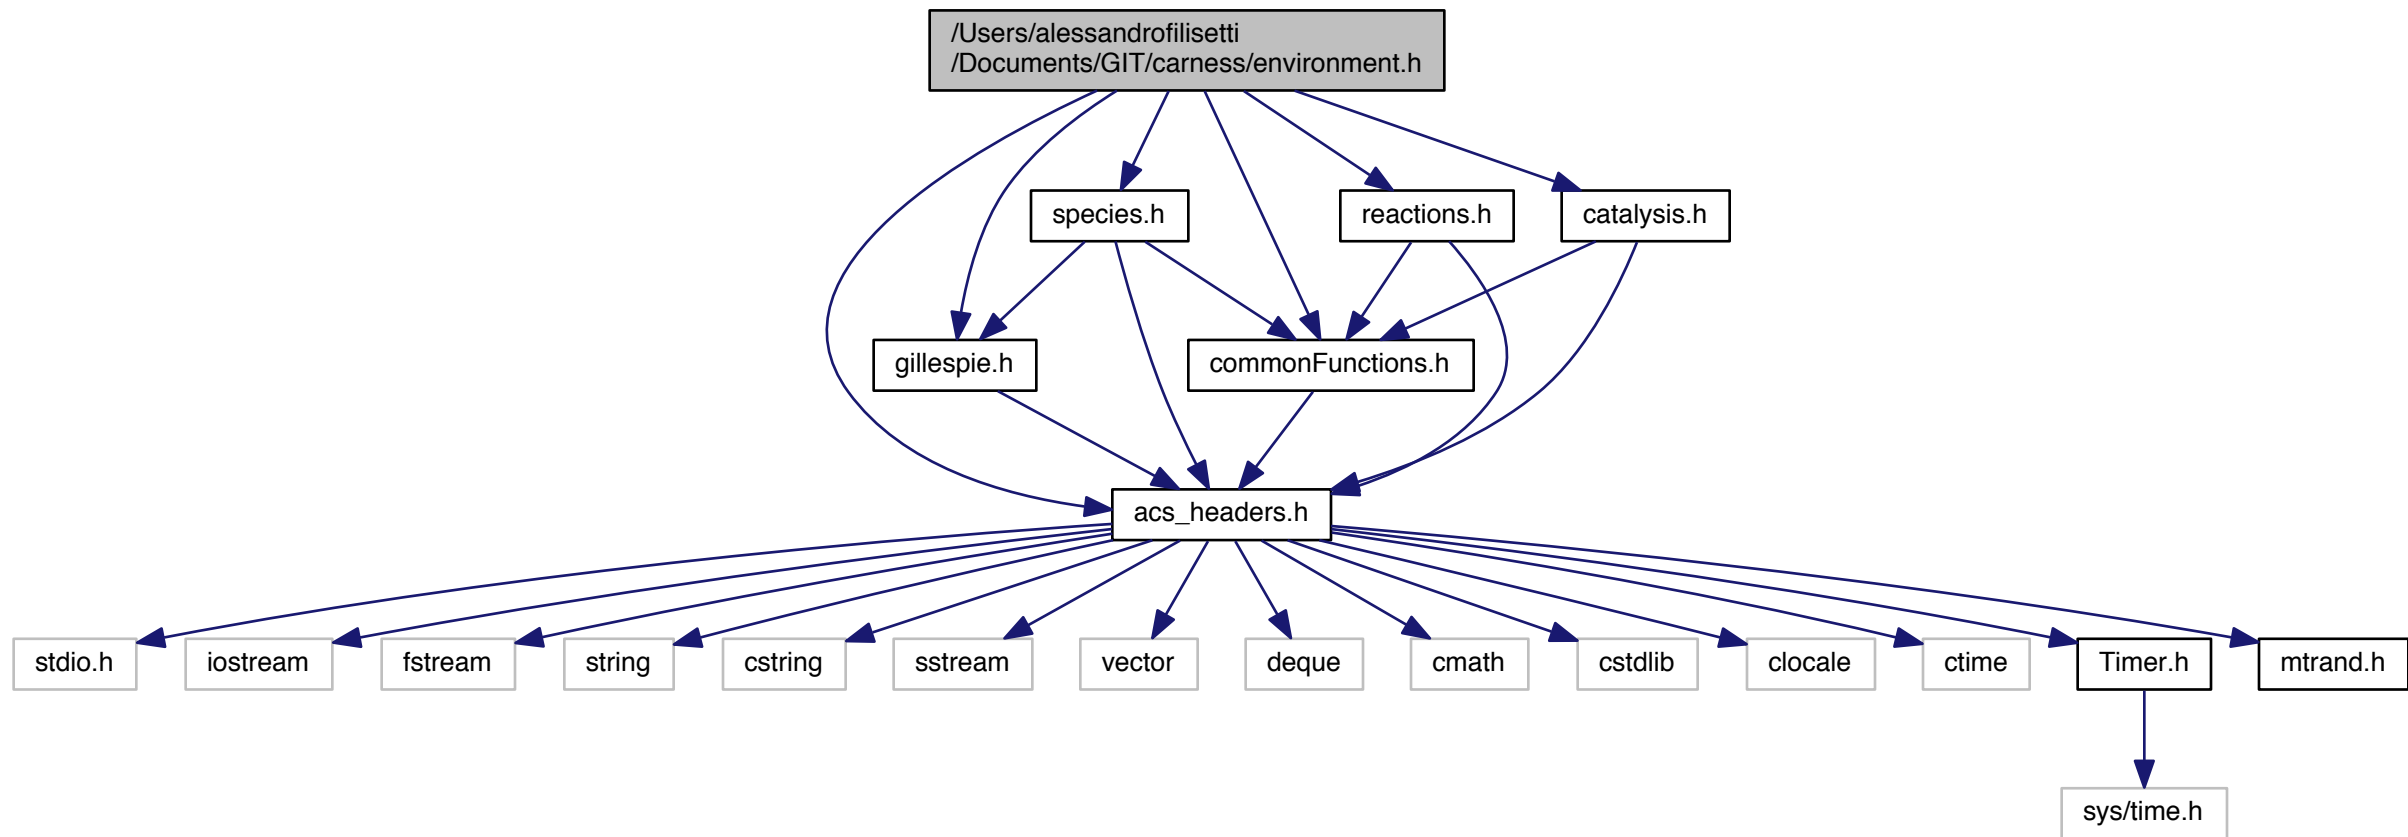 /Users/alessandrofilisetti
/Documents/GIT/carness/environment.h
species.h
reactions.h
catalysis.h
gillespie.h
commonFunctions.h
acs_headers.h
stdio.h
iostream
fstream
string
cstring
sstream
vector
deque
cmath
cstdlib
clocale
ctime
Timer.h
mtrand.h
sys/time.h